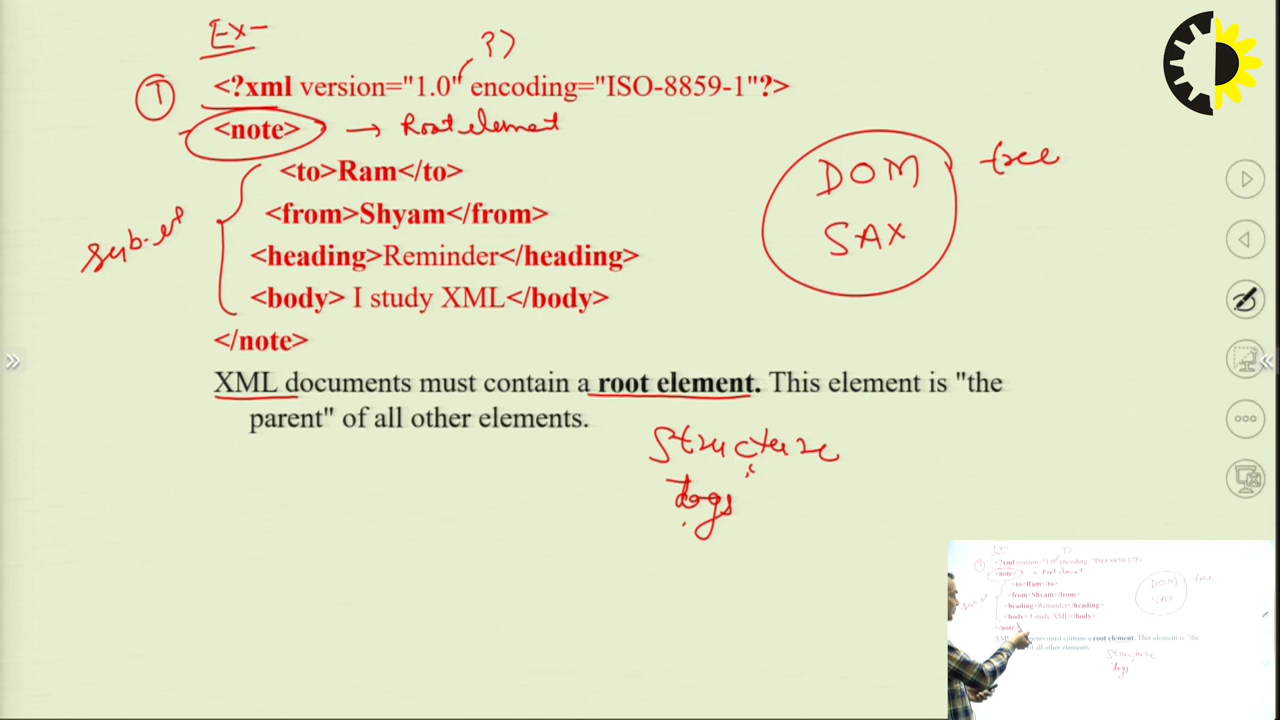 Ex-
?>
① <?xml version="1.0" encoding="ISO-8859-1"?>
<note> → Root element
<to>Ram</to>
<from>Shyam</from>
<heading>Reminder</heading>
<body> I study XML</body>
</note>
sub-el
DOM tree
SAX
XML documents must contain a root element. This element is "the
parent" of all other elements.
Structure
tags